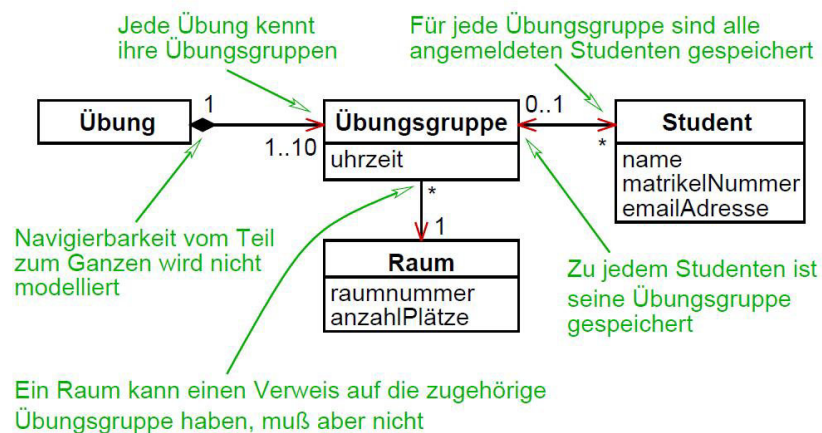 Jede Übung kennt
ihre Übungsgruppen
Für jede Übungsgruppe sind alle
angemeldeten Studenten gespeichert
Übung
1
1..10
Übungsgruppe
uhrzeit
0..1
*
Student
name
matrikelNummer
emailAdresse
*
1
Raum
raumnummer
anzahlPlätze
Navigierbarkeit vom Teil
zum Ganzen wird nicht
modelliert
Zu jedem Studenten ist
seine Übungsgruppe
gespeichert
Ein Raum kann einen Verweis auf die zugehörige
Übungsgruppe haben, muß aber nicht